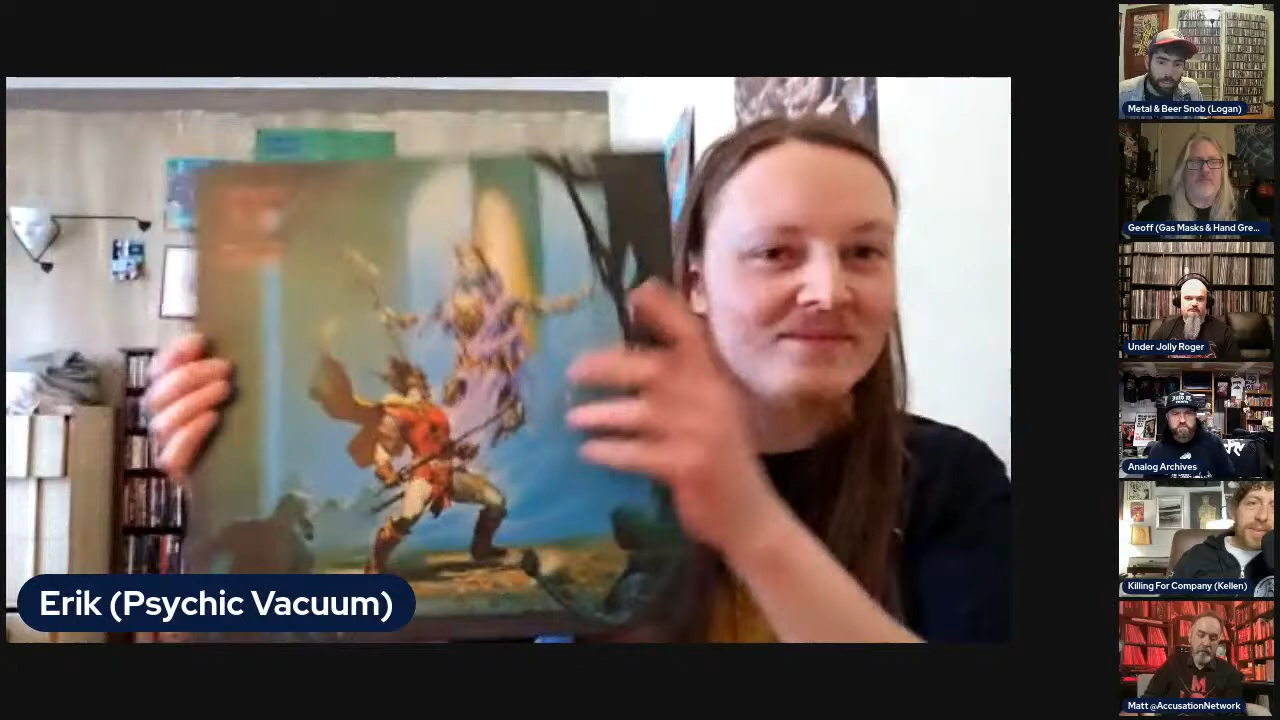 Erik (Psychic Vacuum)
Metal & Beer Snob (Logan)
Geoff (Gas Masks & Hand Gre...
Under Jolly Roger
Analog Archives
Killing For Company (Kellen)
Matt @AccusationNetwork